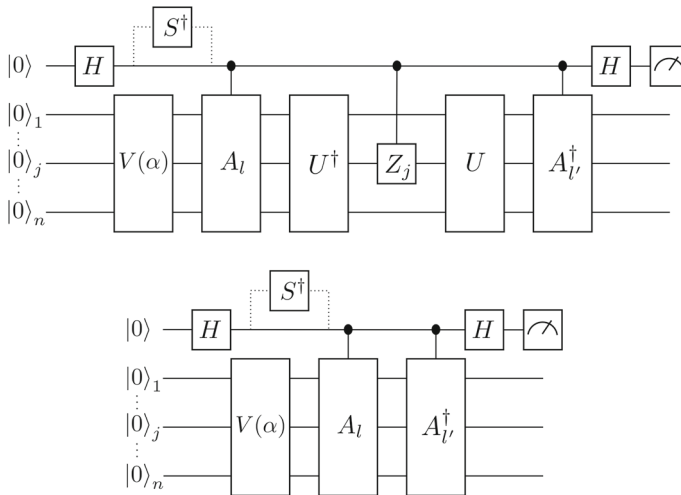 S†
|0⟩ H H
|0⟩₁
|0⟩ⱼ V(α) Aₗ U† Zⱼ U A†ₗ′
|0⟩ₙ
S†
|0⟩ H H
|0⟩₁
|0⟩ⱼ V(α) Aₗ A†ₗ′
|0⟩ₙ